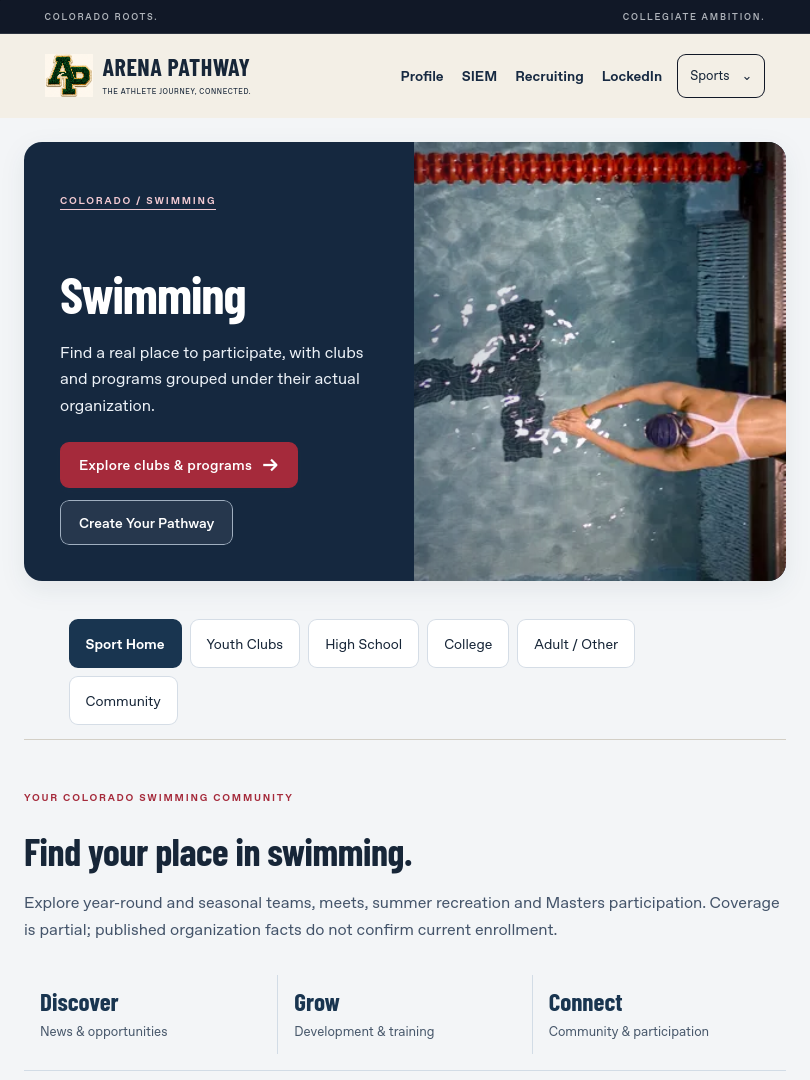 COLORADO ROOTS.
COLLEGIATE AMBITION.
AP
ARENA PATHWAY
THE ATHLETE JOURNEY, CONNECTED.
Profile
SIEM
Recruiting
LockedIn
Sports
COLORADO / SWIMMING
Swimming
Find a real place to participate, with clubs
and programs grouped under their actual
organization.
Explore clubs & programs →
Create Your Pathway
Sport Home
Youth Clubs
High School
College
Adult / Other
Community
YOUR COLORADO SWIMMING COMMUNITY
Find your place in swimming.
Explore year-round and seasonal teams, meets, summer recreation and Masters participation. Coverage
is partial; published organization facts do not confirm current enrollment.
Discover
News & opportunities
Grow
Development & training
Connect
Community & participation